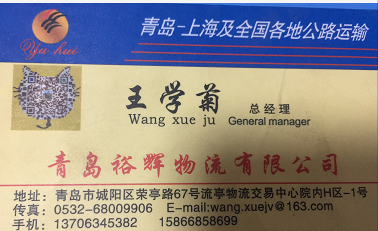 青岛-上海及全国各地公路运输
Yu hui
王学菊 总经理
Wang xue ju General manager
青岛裕辉物流有限公司
地址：青岛市城阳区荣亭路67号流亭物流交易中心院内H区-1号
传真：0532-68009906 E-mail:wang.xuejv@163.com
手机：13706345382 15866858699